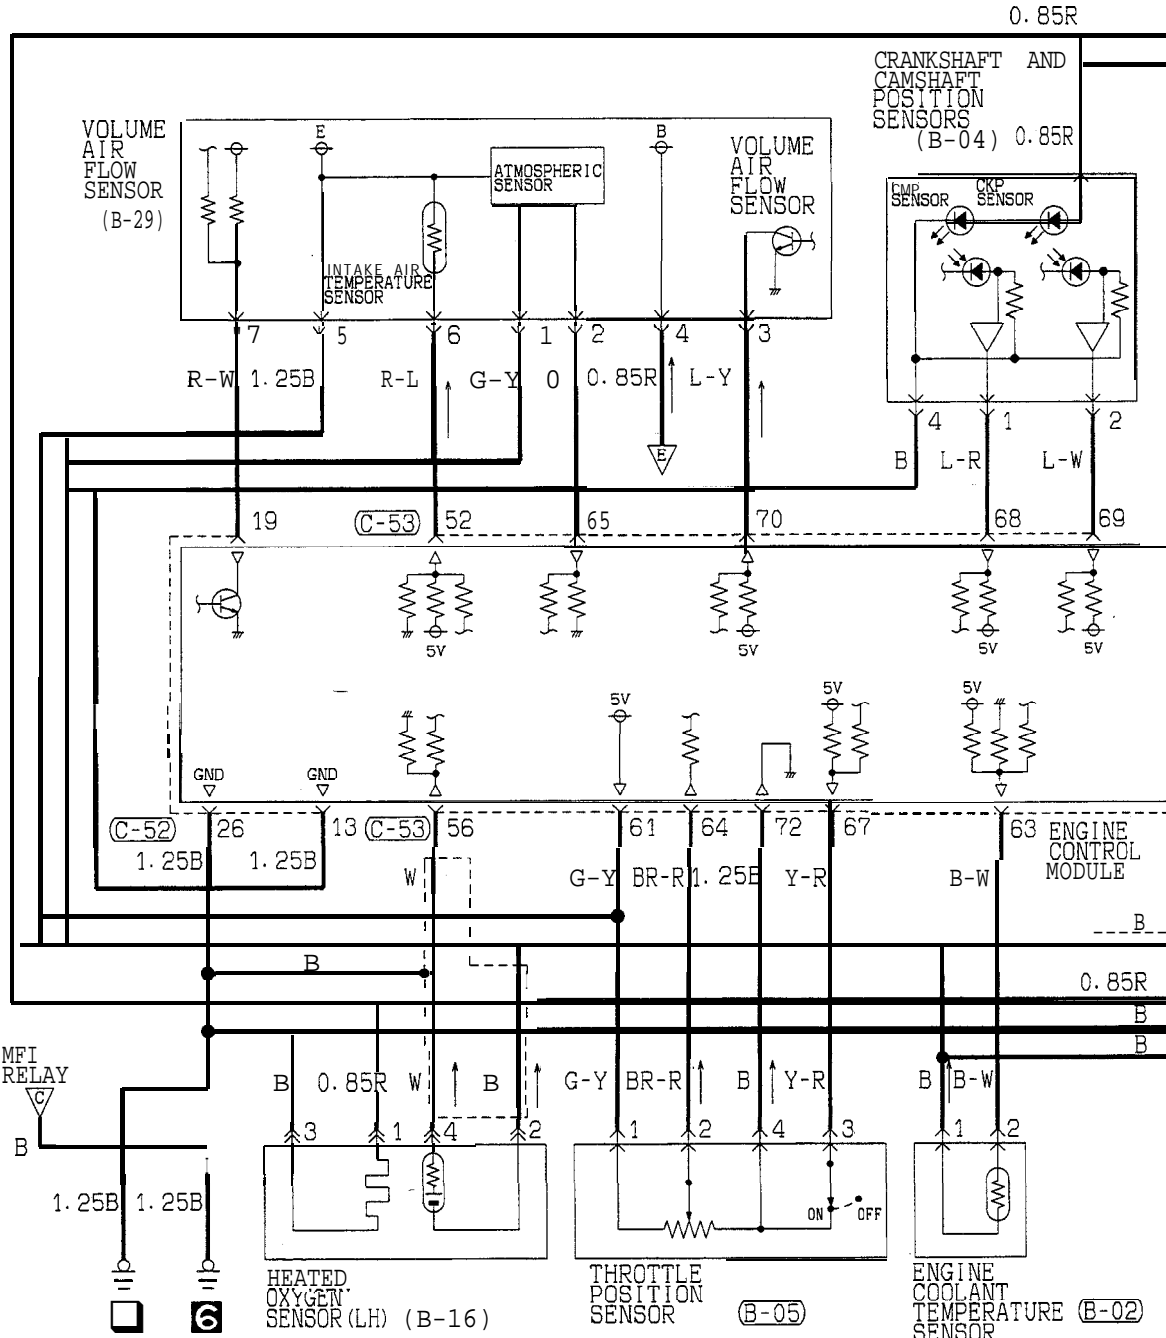 0.85R
CRANKSHAFT AND
CAMSHAFT
POSITION
SENSORS
(B-04) 0.85R
VOLUME
AIR
FLOW
SENSOR
(B-29)
E
B
ATMOSPHERIC
SENSOR
VOLUME
AIR
FLOW
SENSOR
CMP
SENSOR
CKP
SENSOR
INTAKE AIR
TEMPERATURE
SENSOR
7 5 6 1 2 4 3
R-W 1.25B R-L G-Y O 0.85R L-Y
E
4 1 2
B L-R L-W
19 (C-53) 52 65 70 68 69
5V 5V 5V 5V
5V 5V 5V
GND GND
(C-52) 26 13 (C-53) 56 61 64 72 67 63
ENGINE
CONTROL
MODULE
1.25B 1.25B W G-Y BR-R 1.25B Y-R B-W
B
B
0.85R
B
B
MFI
RELAY
C
B
B 0.85R W B G-Y BR-R B Y-R B B-W
3 1 4 2 1 2 4 3 1 2
1.25B 1.25B
ON OFF
6
HEATED
OXYGEN
SENSOR (LH) (B-16)
THROTTLE
POSITION
SENSOR
(B-05)
ENGINE
COOLANT
TEMPERATURE
SENSOR
(B-02)